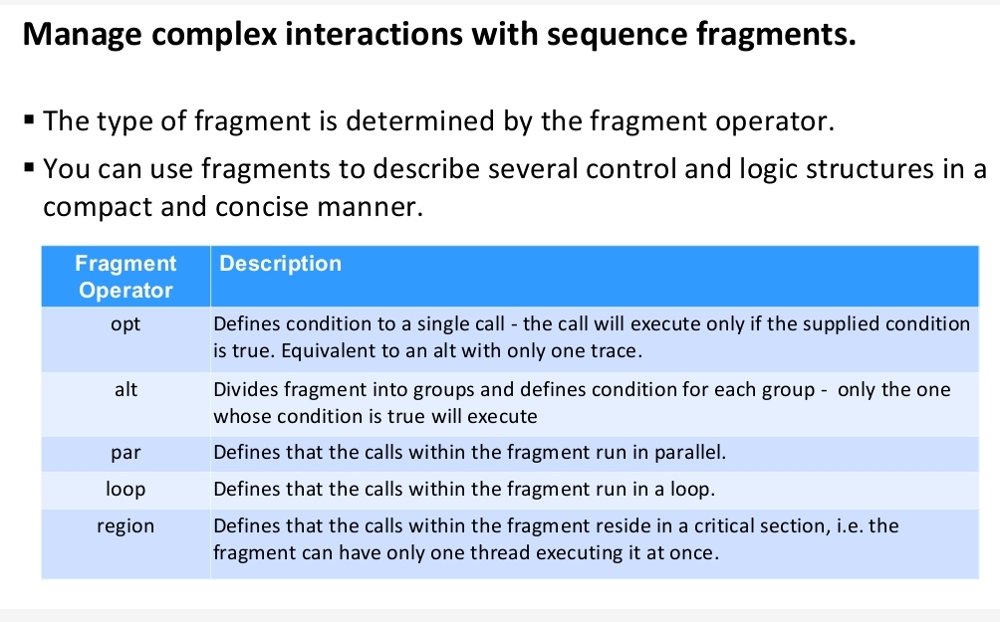 Manage complex interactions with sequence fragments.
▪ The type of fragment is determined by the fragment operator.
▪ You can use fragments to describe several control and logic structures in a
compact and concise manner.
Fragment
Operator
Description
opt
Defines condition to a single call - the call will execute only if the supplied condition
is true. Equivalent to an alt with only one trace.
alt
Divides fragment into groups and defines condition for each group - only the one
whose condition is true will execute
par
Defines that the calls within the fragment run in parallel.
loop
Defines that the calls within the fragment run in a loop.
region
Defines that the calls within the fragment reside in a critical section, i.e. the
fragment can have only one thread executing it at once.